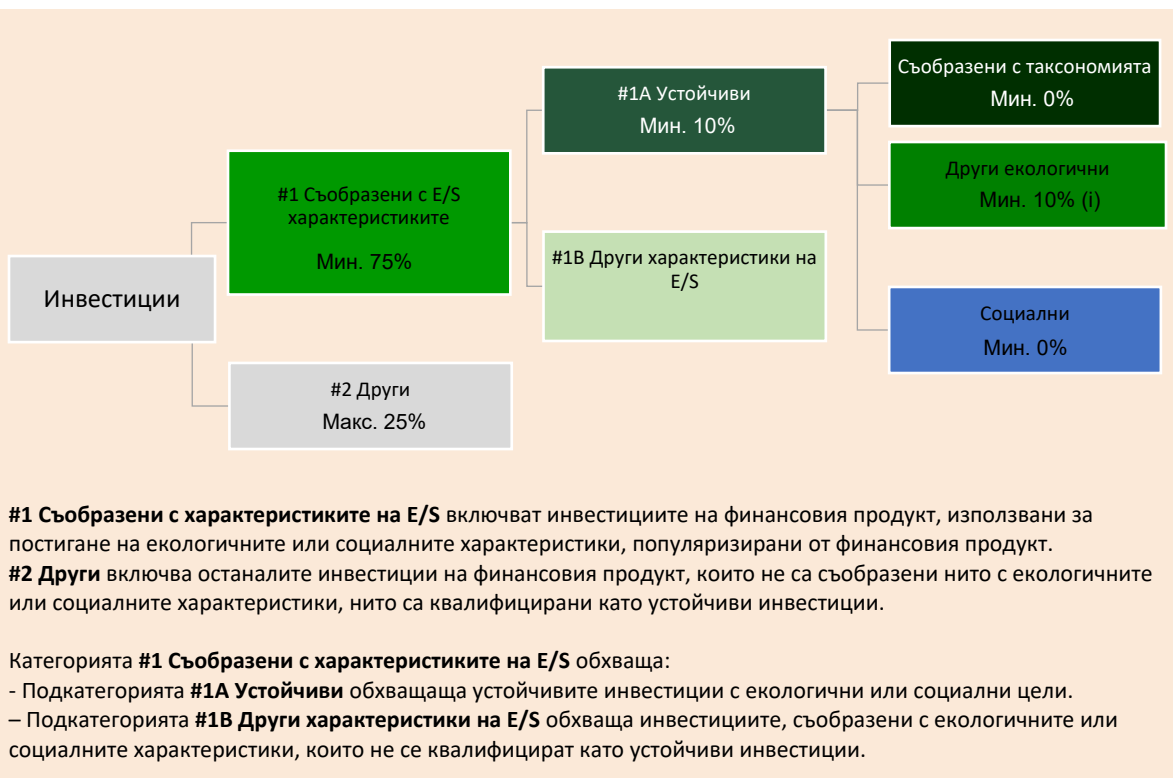 Инвестиции
#1 Съобразени с E/S
характеристиките
Мин. 75%
#2 Други
Макс. 25%
#1A Устойчиви
Мин. 10%
#1B Други характеристики на
E/S
Съобразени с таксономията
Мин. 0%
Други екологични
Мин. 10% (i)
Социални
Мин. 0%
#1 Съобразени с характеристиките на E/S включват инвестициите на финансовия продукт, използвани за
постигане на екологичните или социалните характеристики, популяризирани от финансовия продукт.
#2 Други включва останалите инвестиции на финансовия продукт, които не са съобразени нито с екологичните
или социалните характеристики, нито са квалифицирани като устойчиви инвестиции.
Категорията #1 Съобразени с характеристиките на E/S обхваща:
- Подкатегорията #1A Устойчиви обхващаща устойчивите инвестиции с екологични или социални цели.
– Подкатегорията #1B Други характеристики на E/S обхваща инвестициите, съобразени с екологичните или
социалните характеристики, които не се квалифицират като устойчиви инвестиции.